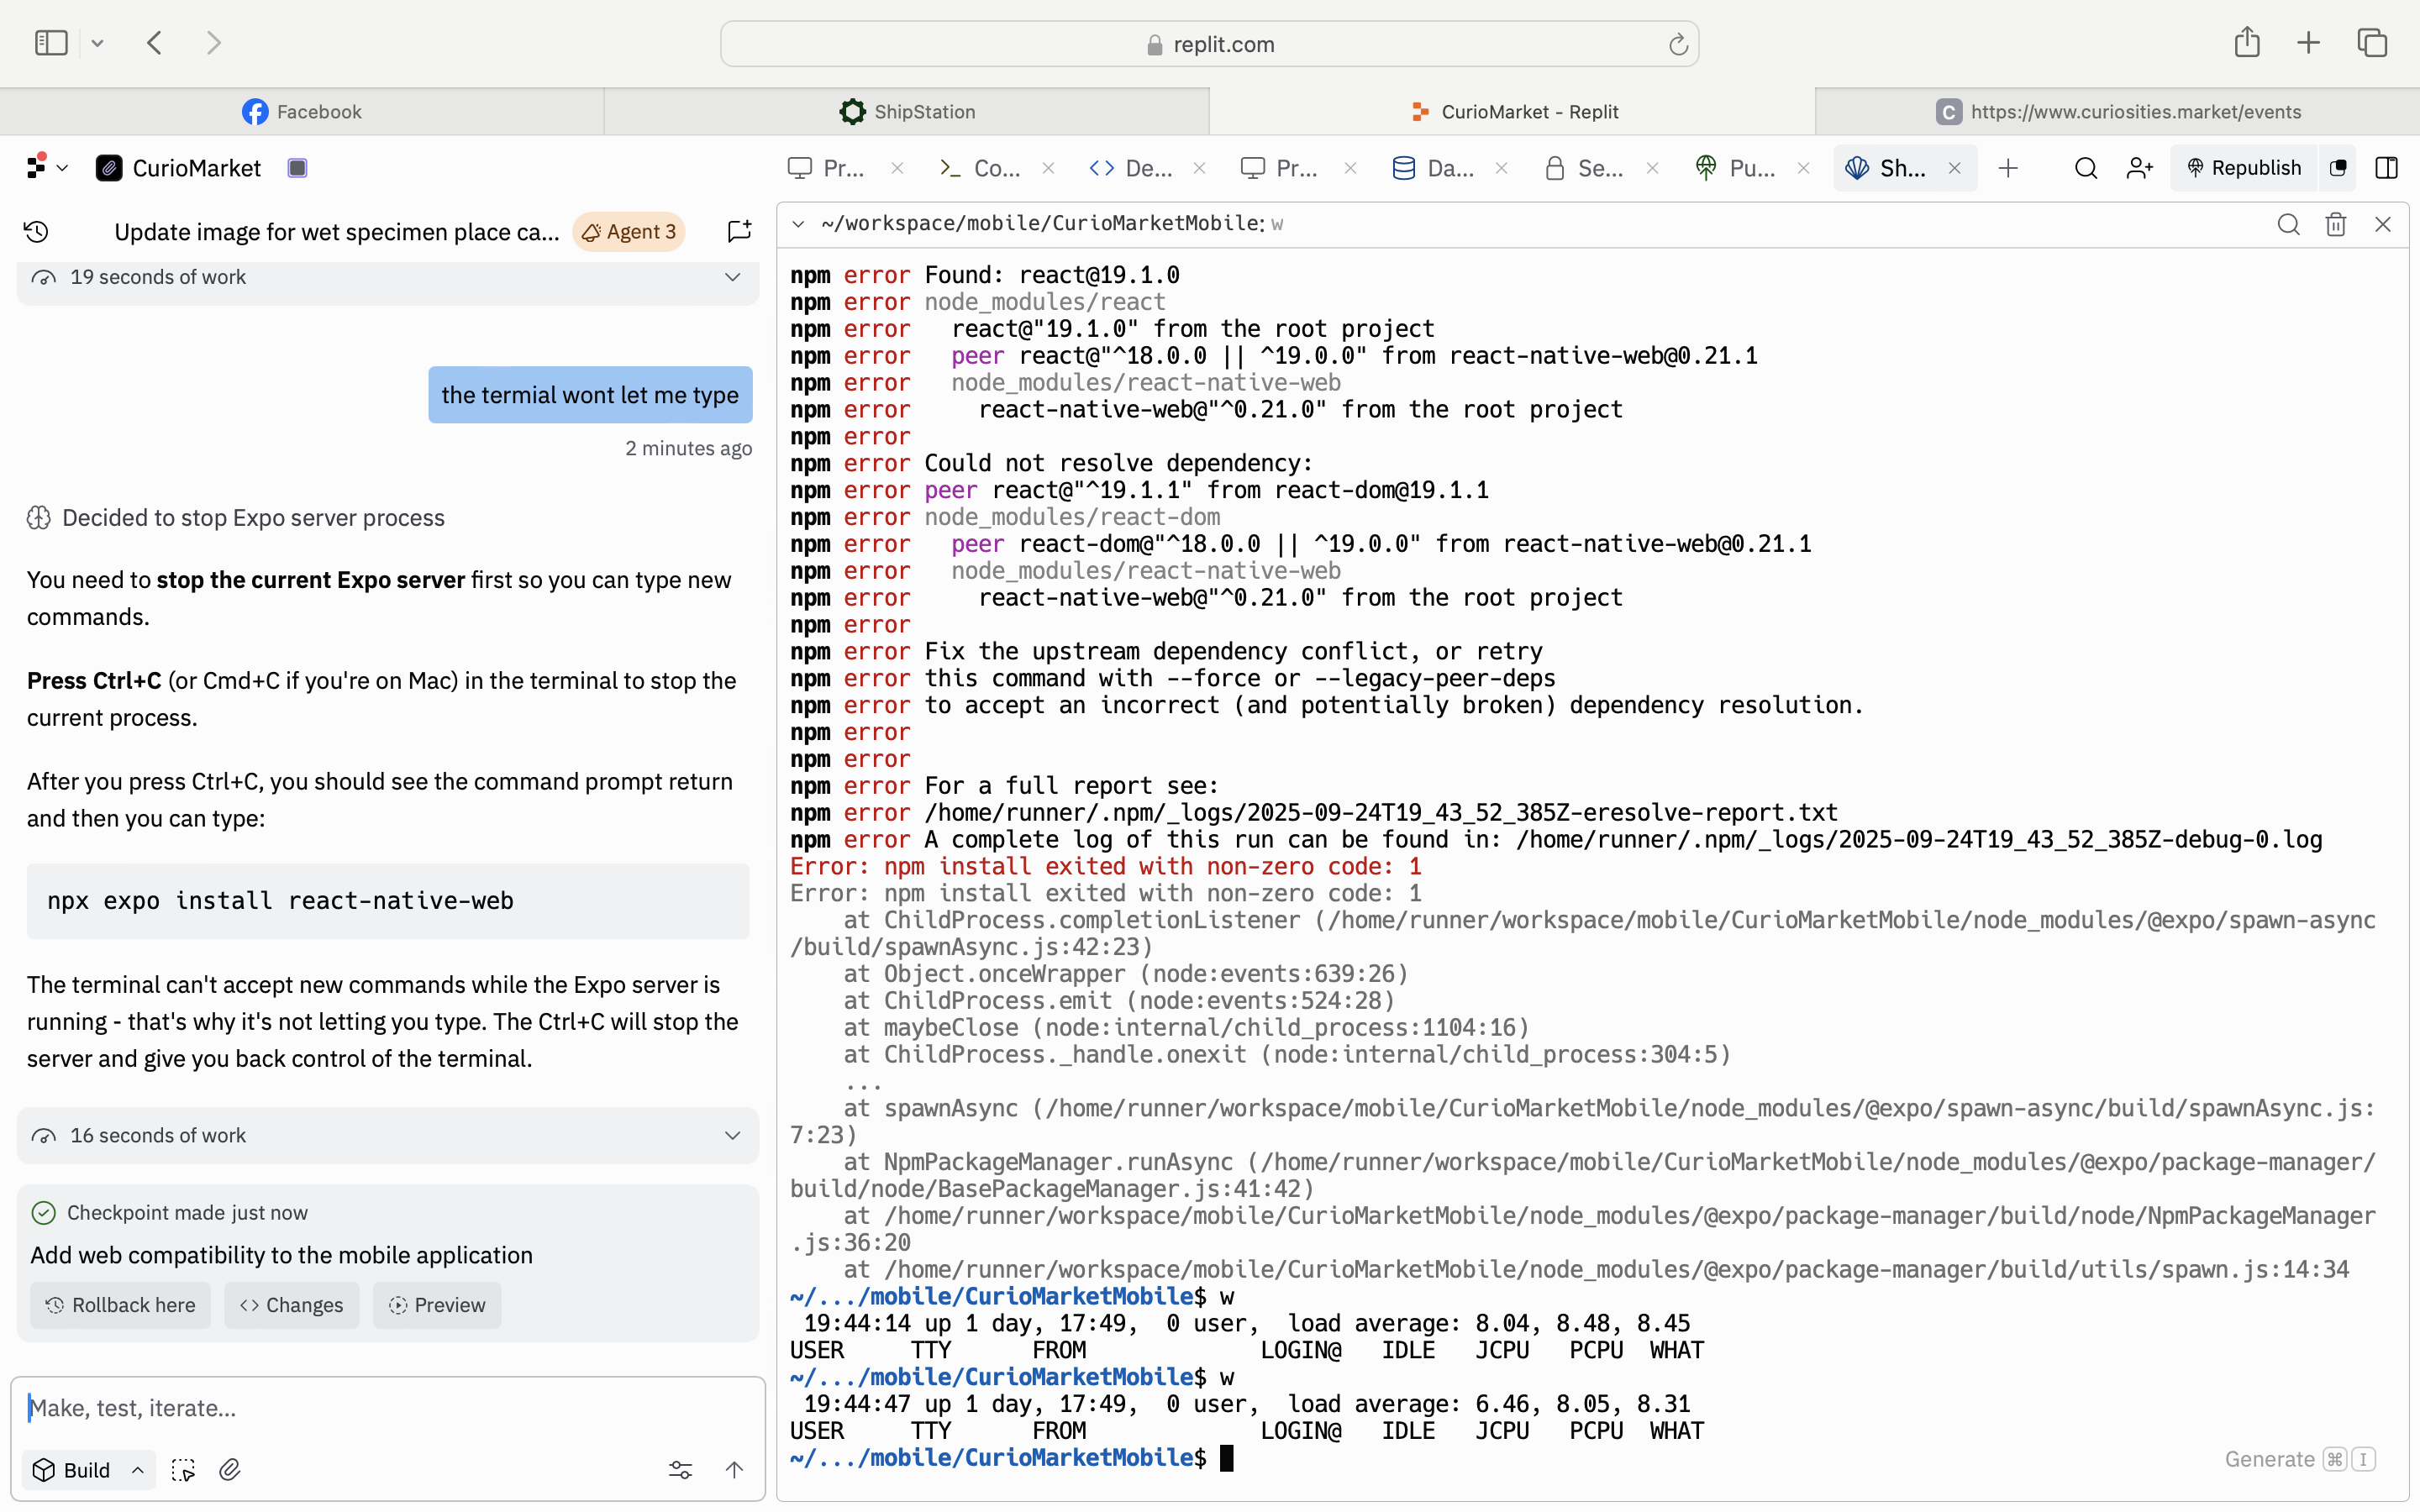 replit.com
Facebook
ShipStation
CurioMarket - Replit
C https://www.curiosities.market/events
CurioMarket
Pr...
Co...
De...
Pr...
Da...
Se...
Pu...
Sh...
Republish
Update image for wet specimen place ca...
Agent 3
19 seconds of work
the termial wont let me type
2 minutes ago
Decided to stop Expo server process
You need to stop the current Expo server first so you can type new
commands.
Press Ctrl+C (or Cmd+C if you're on Mac) in the terminal to stop the
current process.
After you press Ctrl+C, you should see the command prompt return
and then you can type:
npx expo install react-native-web
The terminal can't accept new commands while the Expo server is
running - that's why it's not letting you type. The Ctrl+C will stop the
server and give you back control of the terminal.
16 seconds of work
Checkpoint made just now
Add web compatibility to the mobile application
Rollback here
Changes
Preview
Make, test, iterate...
Build
~/workspace/mobile/CurioMarketMobile: w
npm error Found: react@19.1.0
npm error node_modules/react
npm error   react@"19.1.0" from the root project
npm error   peer react@"^18.0.0 || ^19.0.0" from react-native-web@0.21.1
npm error   node_modules/react-native-web
npm error     react-native-web@"^0.21.0" from the root project
npm error
npm error Could not resolve dependency:
npm error peer react@"^19.1.1" from react-dom@19.1.1
npm error node_modules/react-dom
npm error   peer react-dom@"^18.0.0 || ^19.0.0" from react-native-web@0.21.1
npm error   node_modules/react-native-web
npm error     react-native-web@"^0.21.0" from the root project
npm error
npm error Fix the upstream dependency conflict, or retry
npm error this command with --force or --legacy-peer-deps
npm error to accept an incorrect (and potentially broken) dependency resolution.
npm error
npm error
npm error For a full report see:
npm error /home/runner/.npm/_logs/2025-09-24T19_43_52_385Z-eresolve-report.txt
npm error A complete log of this run can be found in: /home/runner/.npm/_logs/2025-09-24T19_43_52_385Z-debug-0.log
Error: npm install exited with non-zero code: 1
Error: npm install exited with non-zero code: 1
    at ChildProcess.completionListener (/home/runner/workspace/mobile/CurioMarketMobile/node_modules/@expo/spawn-async
/build/spawnAsync.js:42:23)
    at Object.onceWrapper (node:events:639:26)
    at ChildProcess.emit (node:events:524:28)
    at maybeClose (node:internal/child_process:1104:16)
    at ChildProcess._handle.onexit (node:internal/child_process:304:5)
    ...
    at spawnAsync (/home/runner/workspace/mobile/CurioMarketMobile/node_modules/@expo/spawn-async/build/spawnAsync.js:
7:23)
    at NpmPackageManager.runAsync (/home/runner/workspace/mobile/CurioMarketMobile/node_modules/@expo/package-manager/
build/node/BasePackageManager.js:41:42)
    at /home/runner/workspace/mobile/CurioMarketMobile/node_modules/@expo/package-manager/build/node/NpmPackageManager
.js:36:20
    at /home/runner/workspace/mobile/CurioMarketMobile/node_modules/@expo/package-manager/build/utils/spawn.js:14:34
~/.../mobile/CurioMarketMobile$ w
 19:44:14 up 1 day, 17:49,  0 user,  load average: 8.04, 8.48, 8.45
USER     TTY      FROM             LOGIN@   IDLE   JCPU   PCPU  WHAT
~/.../mobile/CurioMarketMobile$ w
 19:44:47 up 1 day, 17:49,  0 user,  load average: 6.46, 8.05, 8.31
USER     TTY      FROM             LOGIN@   IDLE   JCPU   PCPU  WHAT
~/.../mobile/CurioMarketMobile$
Generate ⌘ I